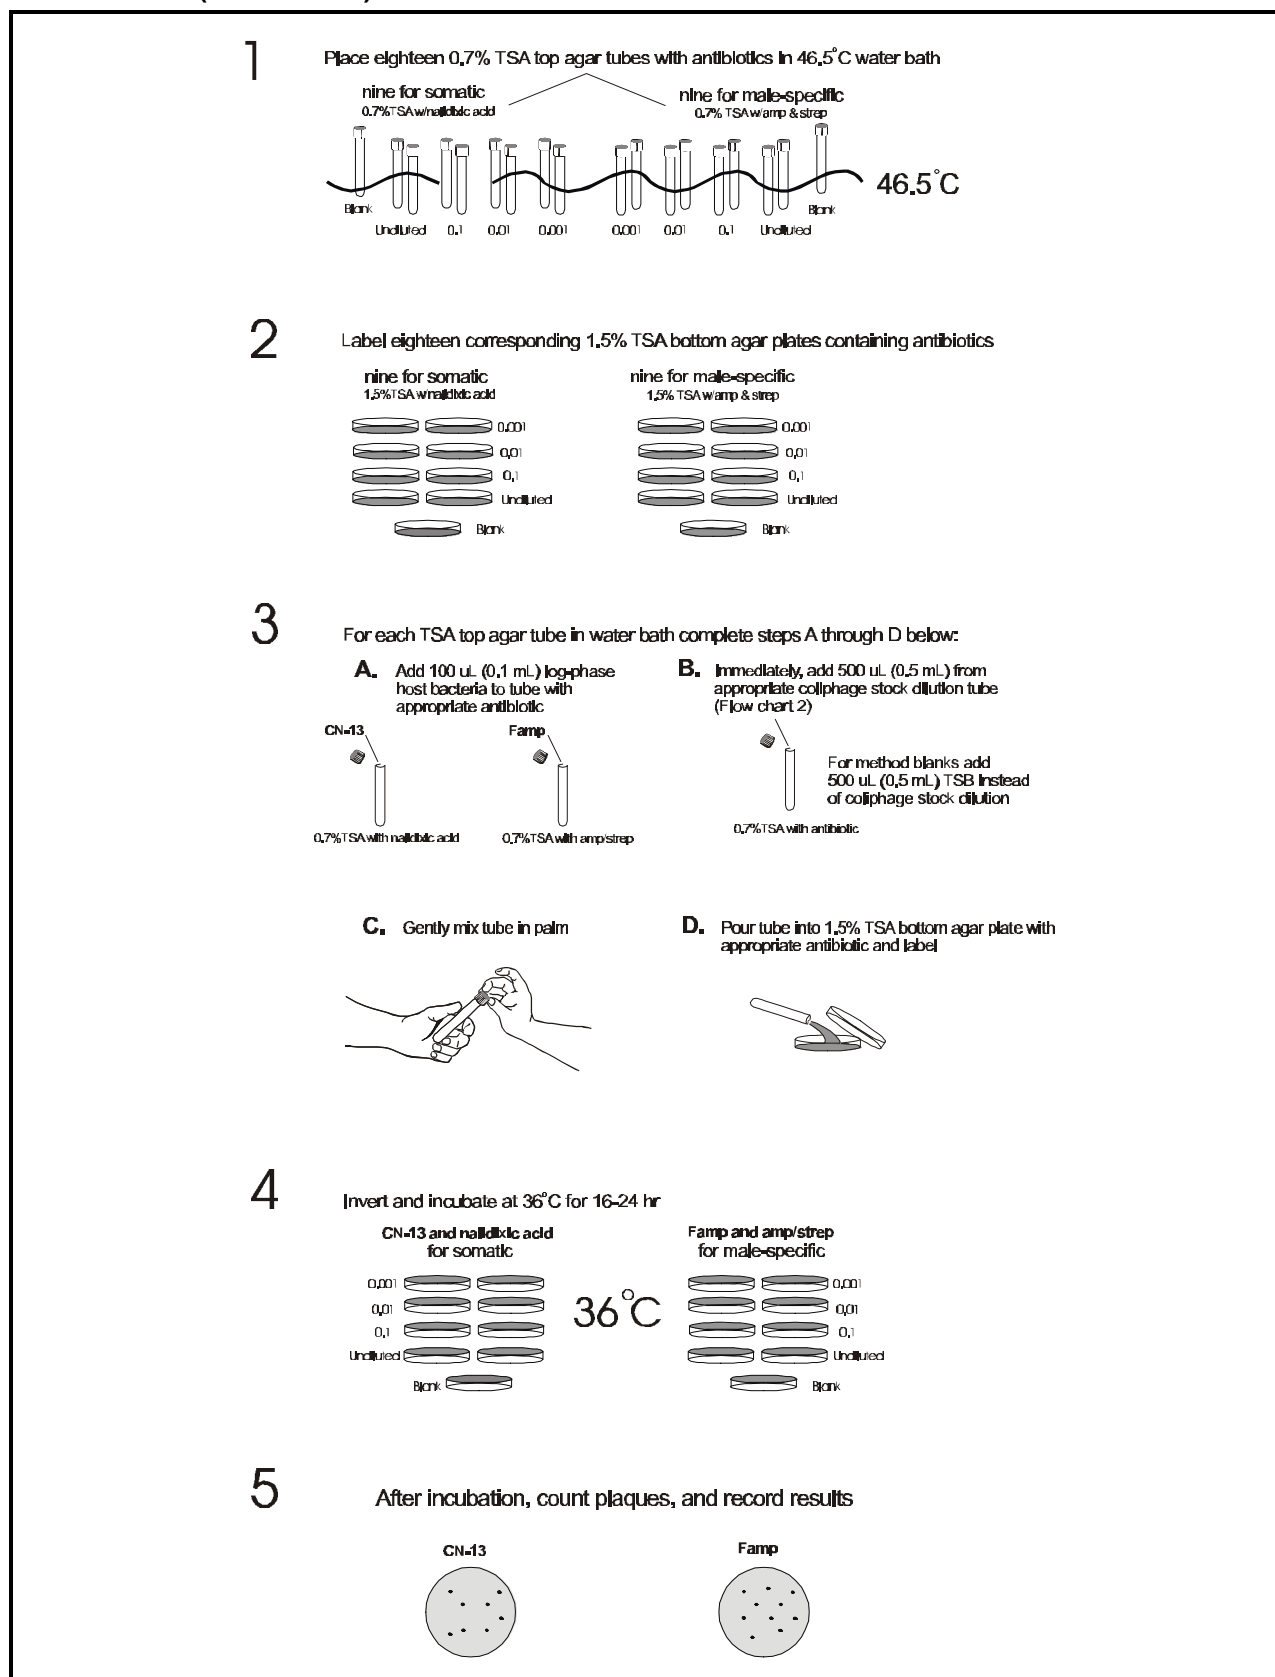 1
Place eighteen 0.7% TSA top agar tubes with antibiotics in 46.5°C water bath
nine for somatic
0.7%TSA w/nalidixic acid
nine for male-specific
0.7% TSA w/amp & strep
46.5°C
Blank
Blank
Undiluted 0.1 0.01 0.001 0.001 0.01 0.1 Undiluted
2
Label eighteen corresponding 1.5% TSA bottom agar plates containing antibiotics
nine for somatic
1.5%TSA w/nalidixic acid
0.001
0.01
0.1
Undiluted
Blank
nine for male-specific
1.5% TSA w/amp & strep
0.001
0.01
0.1
Undiluted
Blank
3
For each TSA top agar tube in water bath complete steps A through D below:
A. Add 100 uL (0.1 mL) log-phase
host bacteria to tube with
appropriate antibiotic
CN-13
Famp
0.7%TSA with nalidixic acid
0.7%TSA with amp/strep
B. Immediately, add 500 uL (0.5 mL) from
appropriate coliphage stock dilution tube
(Flow chart 2)
For method blanks add
500 uL (0.5 mL) TSB instead
of coliphage stock dilution
0.7%TSA with antibiotic
C. Gently mix tube in palm
D. Pour tube into 1.5% TSA bottom agar plate with
appropriate antibiotic and label
4
Invert and incubate at 36°C for 16-24 hr
CN-13 and nalidixic acid
for somatic
0.001
0.01
0.1
Undiluted
Blank
36°C
Famp and amp/strep
for male-specific
0.001
0.01
0.1
Undiluted
Blank
5
After incubation, count plaques, and record results
CN-13
Famp